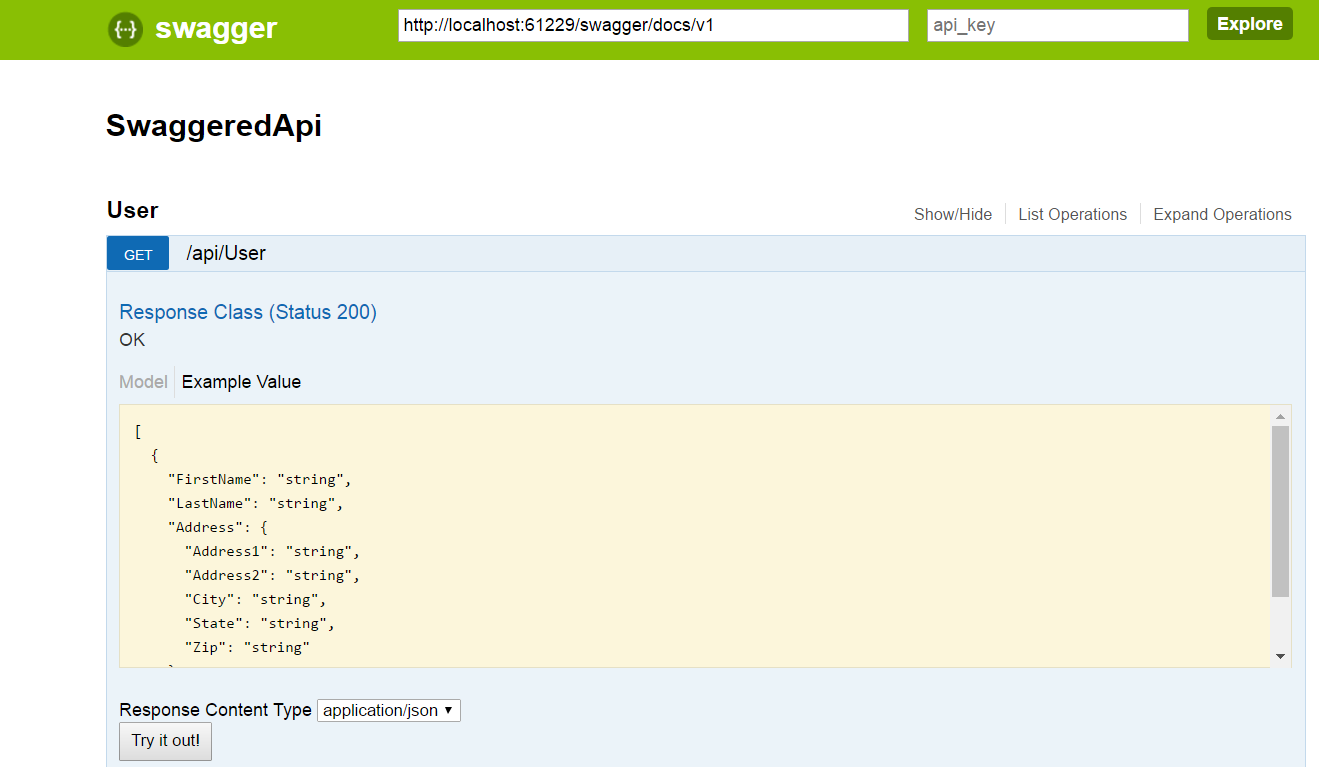 {··} swagger http://localhost:61229/swagger/docs/v1 api_key Explore
SwaggeredApi
User Show/Hide List Operations Expand Operations
GET /api/User
Response Class (Status 200)
OK
Model Example Value
[
  {
    "FirstName": "string",
    "LastName": "string",
    "Address": {
      "Address1": "string",
      "Address2": "string",
      "City": "string",
      "State": "string",
      "Zip": "string"
Response Content Type application/json
Try it out!